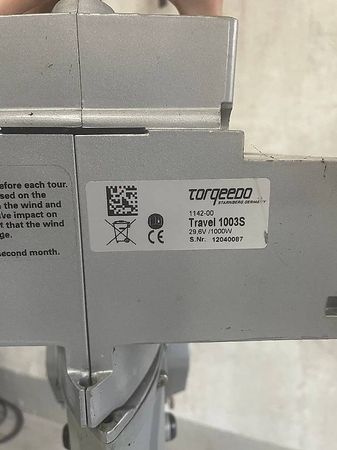 efore each tour.
sed on the
the wind and
ve impact on
t that the wind
ge.
second month.
TORQEEDO
STARNBERG GERMANY
1142-00
Travel 1003S
29,6V /1000W
S.Nr. 12040087
CE